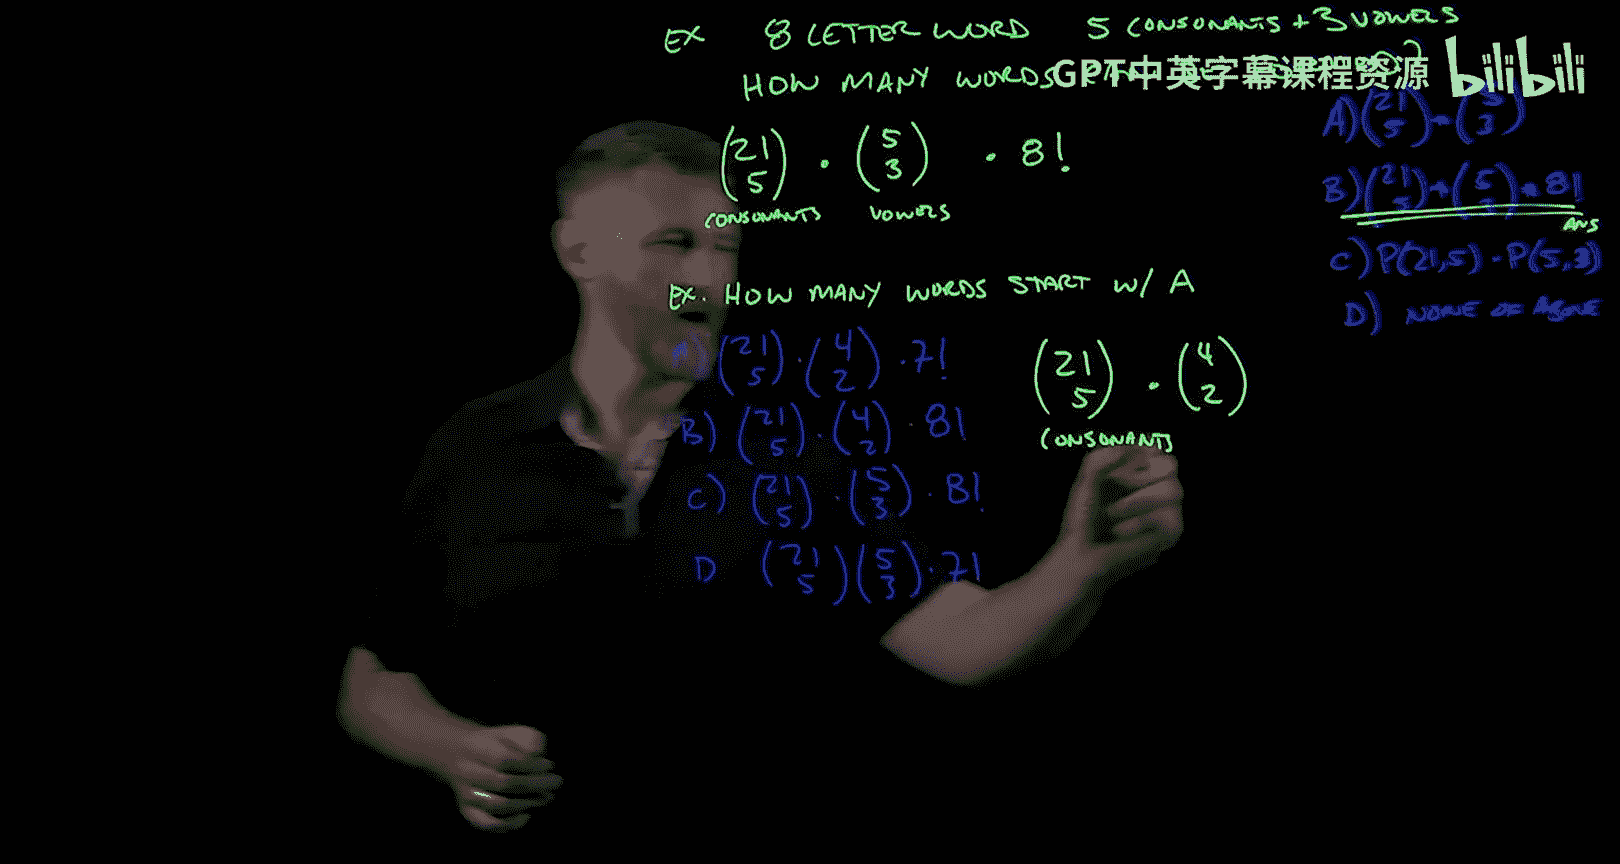 EX 8 LETTER WORD 5 CONSONANTS + 3 VOWELS
HOW MANY WORDS ?
GPT中英字幕课程资源 bilibili
(21 5) · (5 3) · 8!
CONSONANTS VOWELS
A) (21 5) · (5 3)
B) (21 5) · (5 3) · 8!
ANS
C) P(21,5) · P(5,3)
D) NONE OF ABOVE
EX. HOW MANY WORDS START W/ A
A) (21 5) · (4 2) · 7!
B) (21 5) · (4 2) · 8!
C) (21 5) · (5 3) · 8!
D (21 5) (5 3) · 7!
(21 5) · (4 2)
CONSONANTS